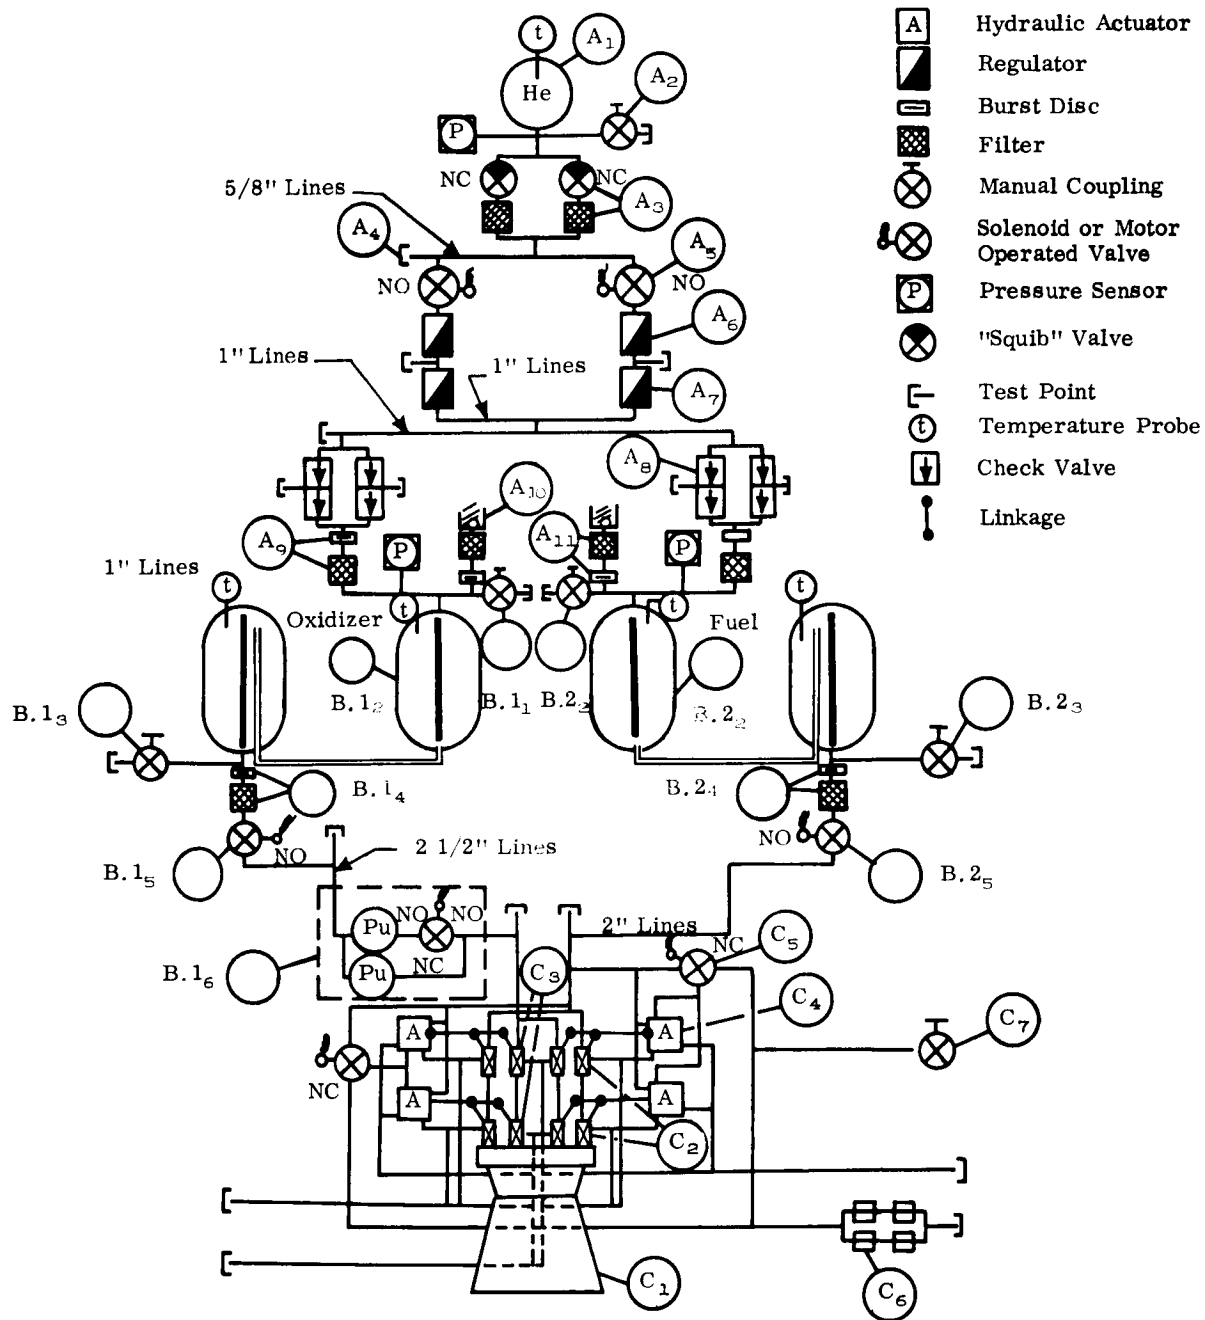 t
A₁
He
A₂
P
NC
NC
A₃
5/8" Lines
A₄
A₅
NO
NO
A₆
1" Lines
1" Lines
A₇
A₈
A₉
A₁₀
A₁₁
P
P
1" Lines
t
t
t
t
Oxidizer
Fuel
B.1₂
B.1₁
B.2₂
B.1₃
B.2₃
B.1₄
B.2₄
NO
NO
B.1₅
B.2₅
2 1/2" Lines
2" Lines
Pu
NO
NO
NC
Pu
B.1₆
C₃
NC
C₅
C₄
C₇
A
A
NC
A
A
C₂
C₁
C₆
A Hydraulic Actuator
Regulator
Burst Disc
Filter
Manual Coupling
Solenoid or Motor
Operated Valve
P Pressure Sensor
"Squib" Valve
Test Point
t Temperature Probe
Check Valve
Linkage